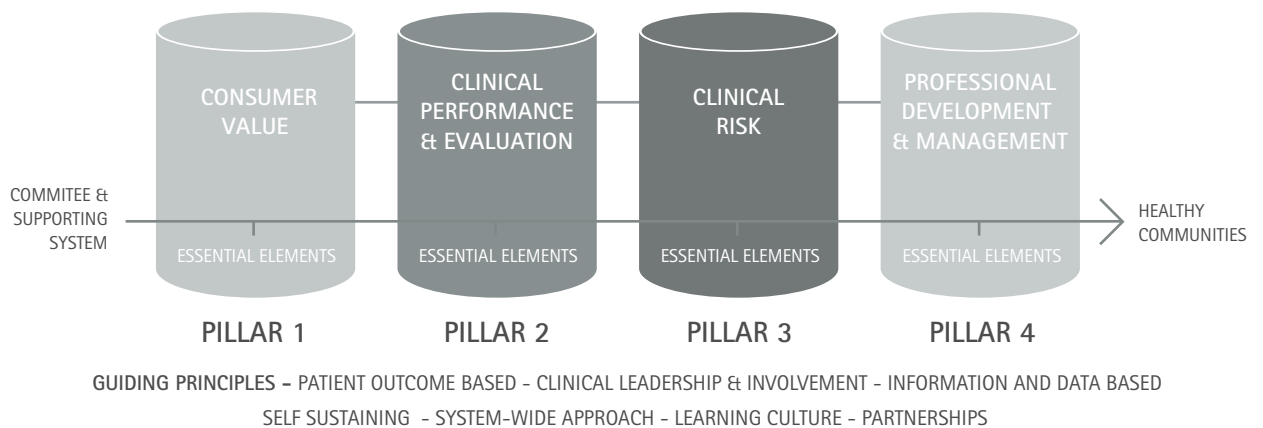 CONSUMER
VALUE
CLINICAL
PERFORMANCE
& EVALUATION
CLINICAL
RISK
PROFESSIONAL
DEVELOPMENT
& MANAGEMENT
COMMITEE &
SUPPORTING
SYSTEM
HEALTHY
COMMUNITIES
ESSENTIAL ELEMENTS
ESSENTIAL ELEMENTS
ESSENTIAL ELEMENTS
ESSENTIAL ELEMENTS
PILLAR 1
PILLAR 2
PILLAR 3
PILLAR 4
GUIDING PRINCIPLES – PATIENT OUTCOME BASED - CLINICAL LEADERSHIP & INVOLVEMENT - INFORMATION AND DATA BASED
SELF SUSTAINING - SYSTEM-WIDE APPROACH - LEARNING CULTURE - PARTNERSHIPS